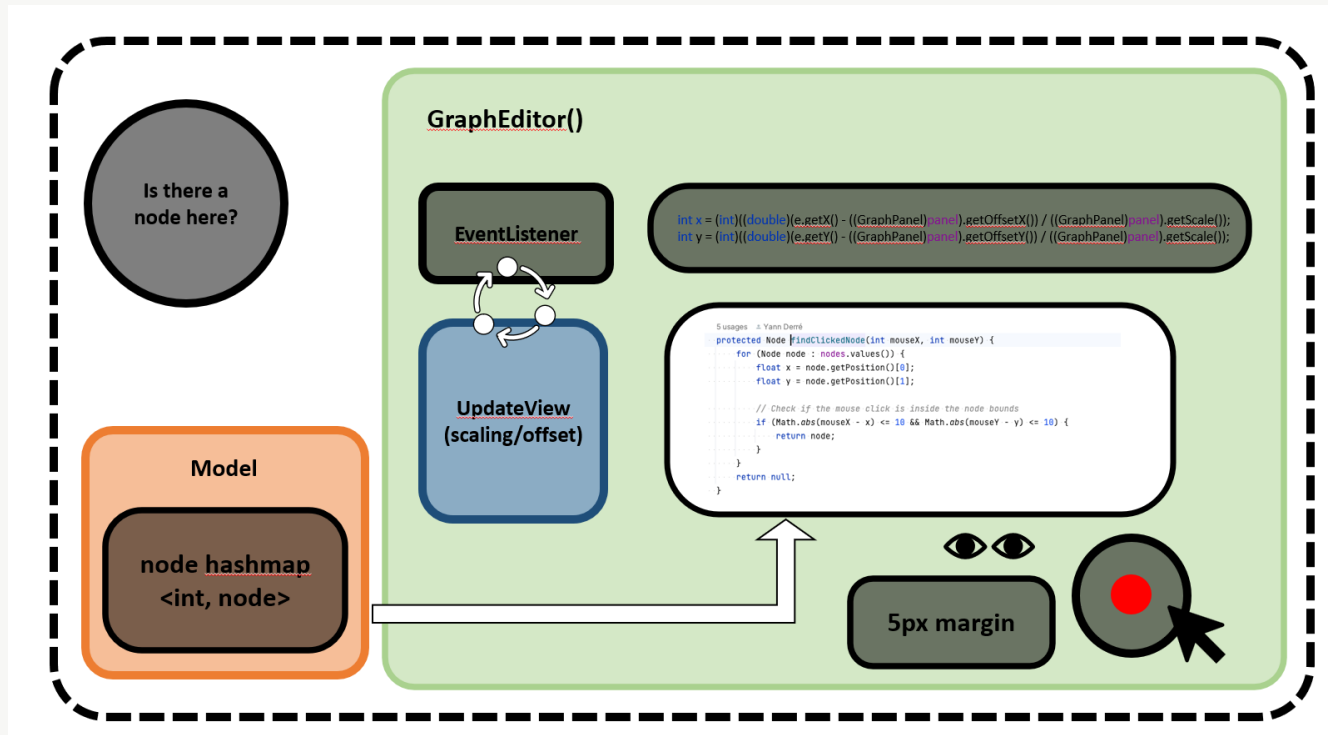 Is there a
node here?
GraphEditor()
EventListener
int x = (int)((double)(e.getX() - ((GraphPanel)panel).getOffsetX()) / ((GraphPanel)panel).getScale());
int y = (int)((double)(e.getY() - ((GraphPanel)panel).getOffsetY()) / ((GraphPanel)panel).getScale());
UpdateView
(scaling/offset)
5 usages Yann Derré
protected Node findClickedNode(int mouseX, int mouseY) {
for (Node node : nodes.values()) {
float x = node.getPosition()[0];
float y = node.getPosition()[1];
// Check if the mouse click is inside the node bounds
if (Math.abs(mouseX - x) <= 10 && Math.abs(mouseY - y) <= 10) {
return node;
}
}
return null;
}
Model
node hashmap
<int, node>
5px margin